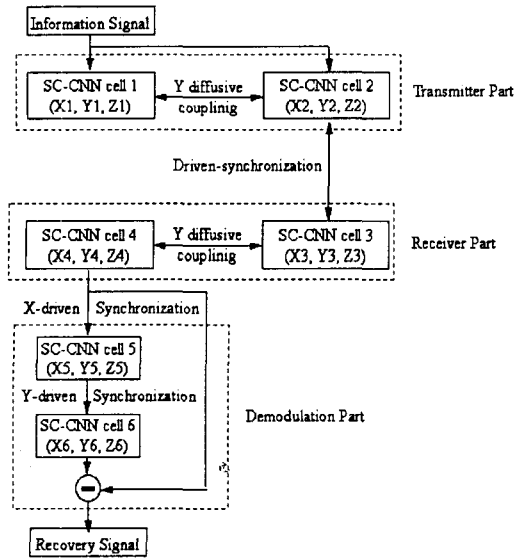 Information Signal
SC-CNN cell 1
(X1, Y1, Z1)
Y diffusive
couplinig
SC-CNN cell 2
(X2, Y2, Z2)
Transmitter Part
Driven-synchronization
SC-CNN cell 4
(X4, Y4, Z4)
Y diffusive
couplinig
SC-CNN cell 3
(X3, Y3, Z3)
Receiver Part
X-driven Synchronization
SC-CNN cell 5
(X5, Y5, Z5)
Y-driven Synchronization
SC-CNN cell 6
(X6, Y6, Z6)
Demodulation Part
Recovery Signal